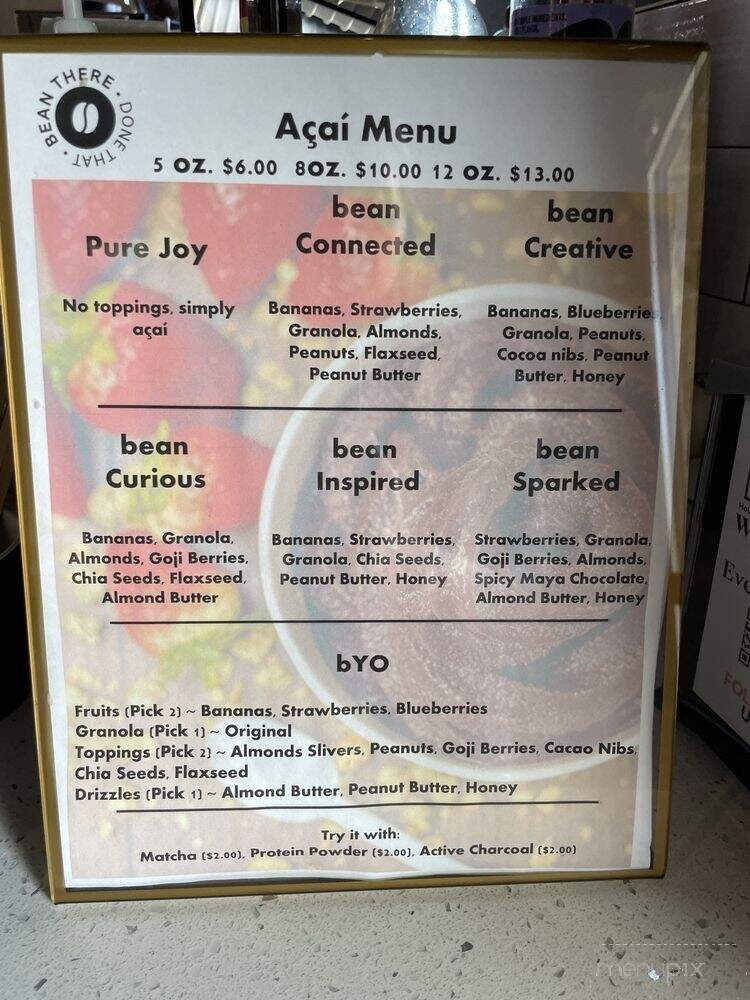 BEAN THERE · DONE THAT ·
Açaí Menu
5 OZ. $6.00 8OZ. $10.00 12 OZ. $13.00
Pure Joy
No toppings, simply
açaí
bean
Connected
Bananas, Strawberries,
Granola, Almonds,
Peanuts, Flaxseed,
Peanut Butter
bean
Creative
Bananas, Blueberries,
Granola, Peanuts,
Cocoa nibs, Peanut
Butter, Honey
bean
Curious
Bananas, Granola,
Almonds, Goji Berries,
Chia Seeds, Flaxseed,
Almond Butter
bean
Inspired
Bananas, Strawberries,
Granola, Chia Seeds,
Peanut Butter, Honey
bean
Sparked
Strawberries, Granola,
Goji Berries, Almonds,
Spicy Maya Chocolate,
Almond Butter, Honey
bYO
Fruits (Pick 2) ~ Bananas, Strawberries, Blueberries
Granola (Pick 1) ~ Original
Toppings (Pick 2) ~ Almonds Slivers, Peanuts, Goji Berries, Cacao Nibs,
Chia Seeds, Flaxseed
Drizzles (Pick 1) ~ Almond Butter, Peanut Butter, Honey
Try it with:
Matcha ($2.00), Protein Powder ($2.00), Active Charcoal ($2.00)
menupix